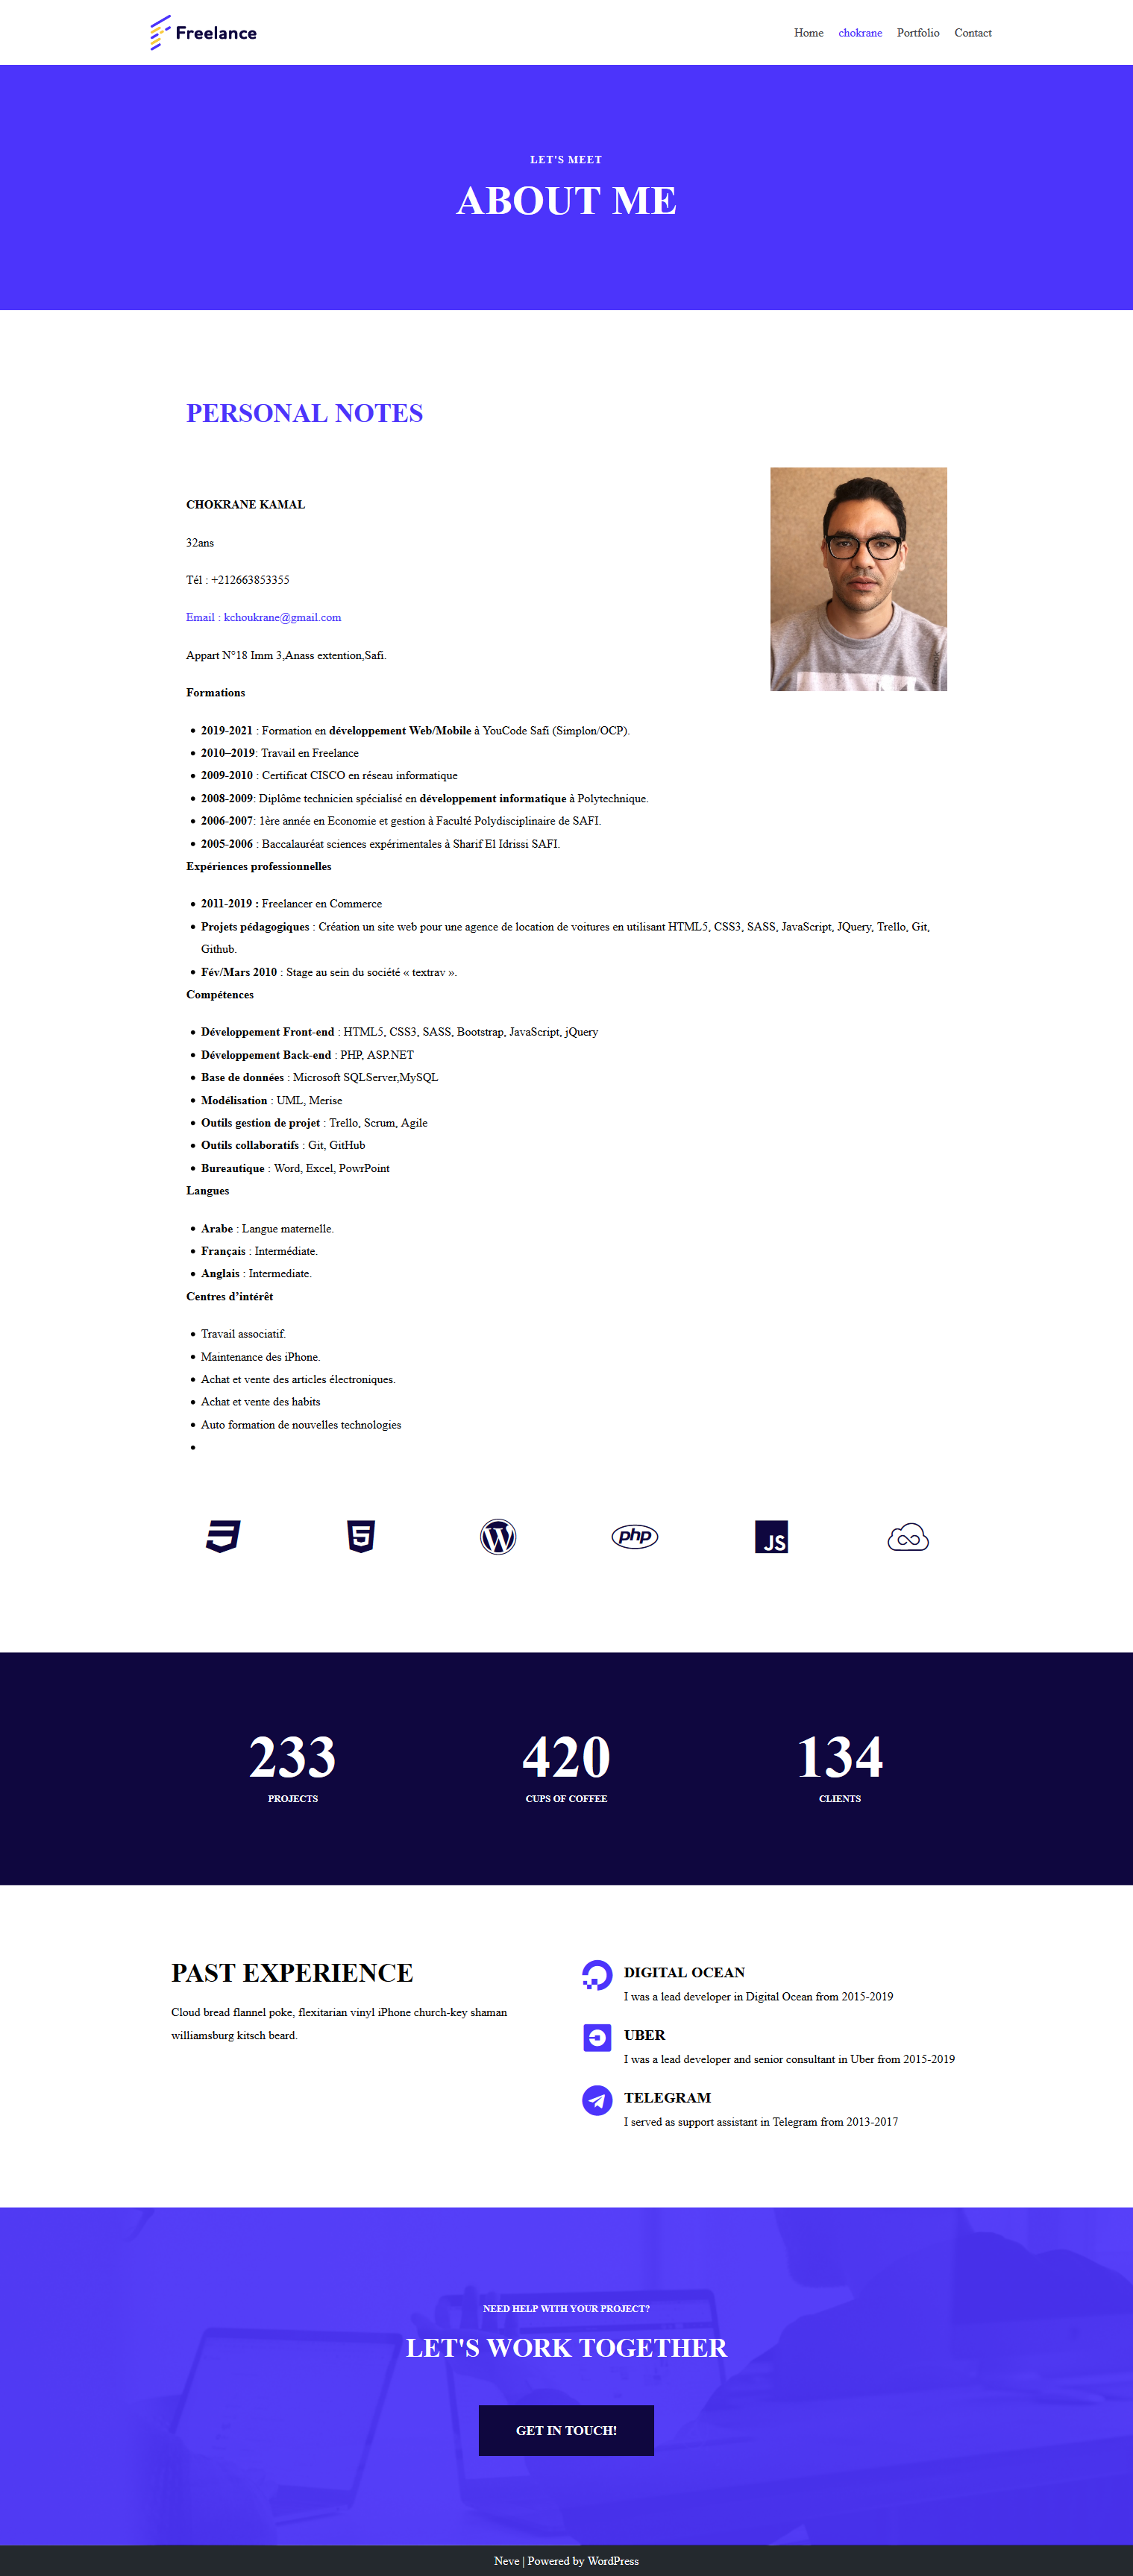 Freelance
Home chokrane Portfolio Contact
LET'S MEET
ABOUT ME
PERSONAL NOTES
CHOKRANE KAMAL
32ans
Tél : +212663853355
Email : kchoukrane@gmail.com
Appart N°18 Imm 3,Anass extention,Safi.
Formations
2019-2021 : Formation en développement Web/Mobile à YouCode Safi (Simplon/OCP).
2010–2019: Travail en Freelance
2009-2010 : Certificat CISCO en réseau informatique
2008-2009: Diplôme technicien spécialisé en développement informatique à Polytechnique.
2006-2007: 1ère année en Economie et gestion à Faculté Polydisciplinaire de SAFI.
2005-2006 : Baccalauréat sciences expérimentales à Sharif El Idrissi SAFI.
Expériences professionnelles
2011-2019 : Freelancer en Commerce
Projets pédagogiques : Création un site web pour une agence de location de voitures en utilisant HTML5, CSS3, SASS, JavaScript, JQuery, Trello, Git,
Github.
Fév/Mars 2010 : Stage au sein du société « textrav ».
Compétences
Développement Front-end : HTML5, CSS3, SASS, Bootstrap, JavaScript, jQuery
Développement Back-end : PHP, ASP.NET
Base de données : Microsoft SQLServer,MySQL
Modélisation : UML, Merise
Outils gestion de projet : Trello, Scrum, Agile
Outils collaboratifs : Git, GitHub
Bureautique : Word, Excel, PowrPoint
Langues
Arabe : Langue maternelle.
Français : Intermédiate.
Anglais : Intermediate.
Centres d’intérêt
Travail associatif.
Maintenance des iPhone.
Achat et vente des articles électroniques.
Achat et vente des habits
Auto formation de nouvelles technologies
3 5 W php JS
233 420 134
PROJECTS CUPS OF COFFEE CLIENTS
PAST EXPERIENCE
Cloud bread flannel poke, flexitarian vinyl iPhone church-key shaman
williamsburg kitsch beard.
DIGITAL OCEAN
I was a lead developer in Digital Ocean from 2015-2019
UBER
I was a lead developer and senior consultant in Uber from 2015-2019
TELEGRAM
I served as support assistant in Telegram from 2013-2017
NEED HELP WITH YOUR PROJECT?
LET'S WORK TOGETHER
GET IN TOUCH!
Neve | Powered by WordPress